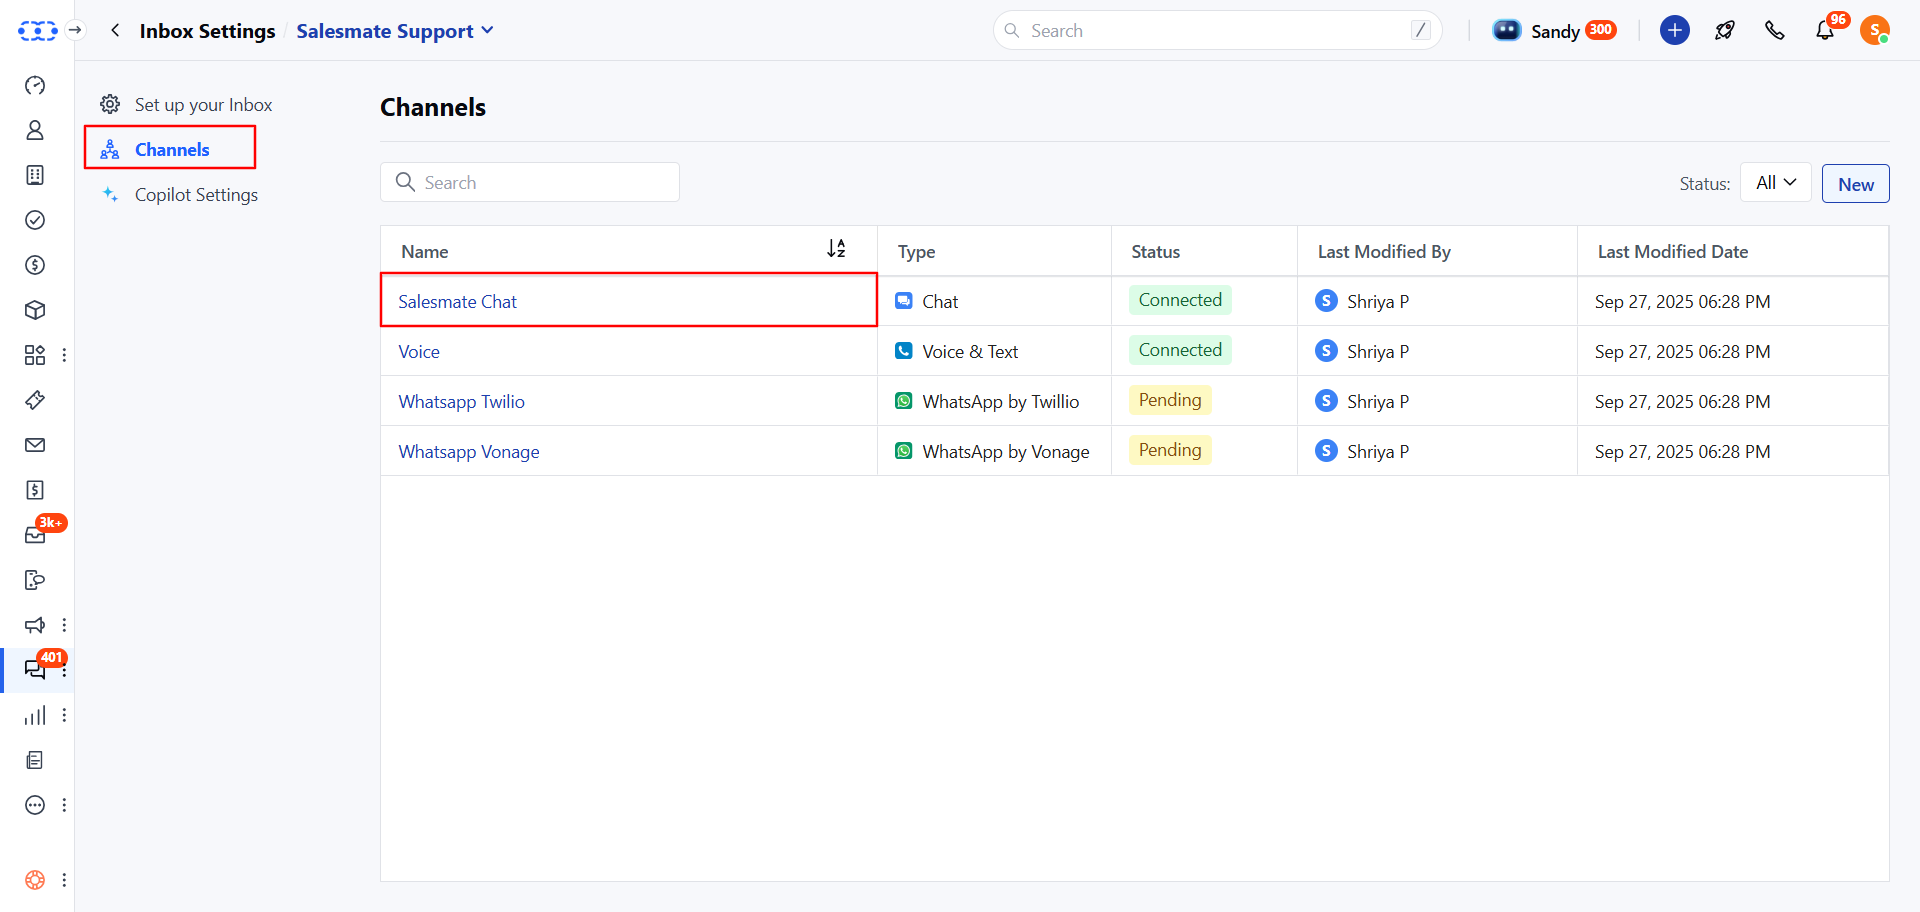 Inbox Settings / Salesmate Support
Search /
Sandy 300
96
S
Set up your Inbox
Channels
Copilot Settings
3k+
401
Channels
Search
Status: All New
Name Type Status Last Modified By Last Modified Date
Salesmate Chat Chat Connected S Shriya P Sep 27, 2025 06:28 PM
Voice Voice & Text Connected S Shriya P Sep 27, 2025 06:28 PM
Whatsapp Twilio WhatsApp by Twillio Pending S Shriya P Sep 27, 2025 06:28 PM
Whatsapp Vonage WhatsApp by Vonage Pending S Shriya P Sep 27, 2025 06:28 PM